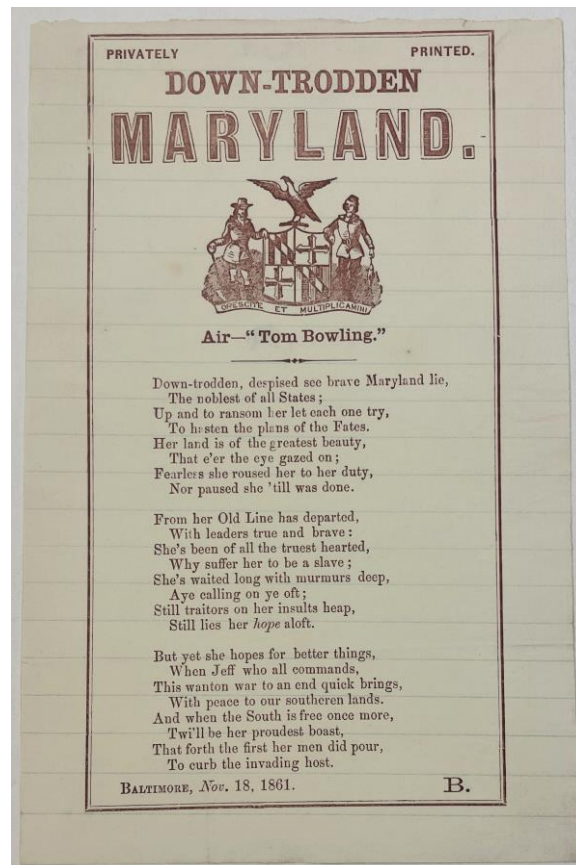 PRIVATELY PRINTED.
DOWN-TRODDEN
MARYLAND.
CRESCITE ET MULTIPLICAMINI
Air—"Tom Bowling."
Down-trodden, despised see brave Maryland lie,
The noblest of all States;
Up and to ransom her let each one try,
To hasten the plans of the Fates.
Her land is of the greatest beauty,
That e'er the eye gazed on;
Fearless she roused her to her duty,
Nor paused she 'till was done.
From her Old Line has departed,
With leaders true and brave:
She's been of all the truest hearted,
Why suffer her to be a slave;
She's waited long with murmurs deep,
Aye calling on ye oft;
Still traitors on her insults heap,
Still lies her hope aloft.
But yet she hopes for better things,
When Jeff who all commands,
This wanton war to an end quick brings,
With peace to our southeren lands.
And when the South is free once more,
Twi'll be her proudest boast,
That forth the first her men did pour,
To curb the invading host.
BALTIMORE, Nov. 18, 1861. B.